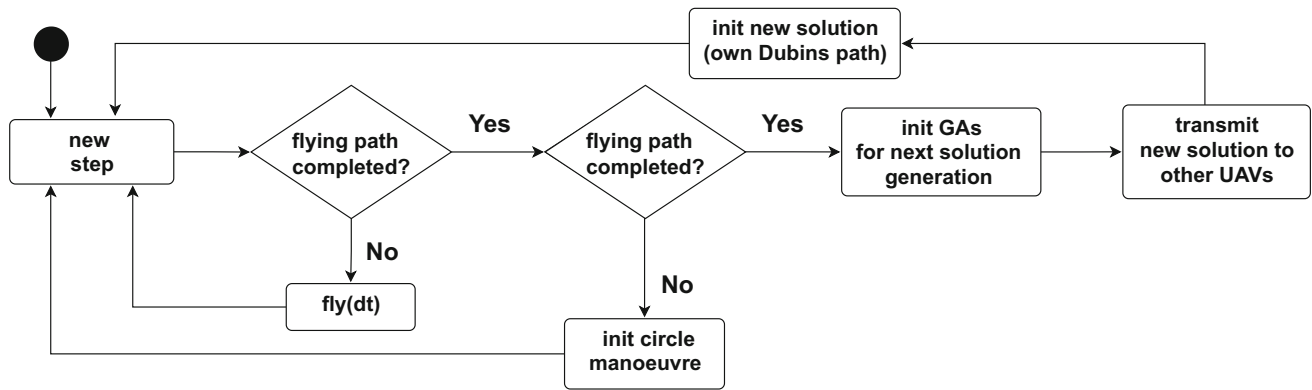 init new solution
(own Dubins path)
new
step
flying path
completed?
Yes
flying path
completed?
Yes
init GAs
for next solution
generation
transmit
new solution to
other UAVs
No
fly(dt)
No
init circle
manoeuvre